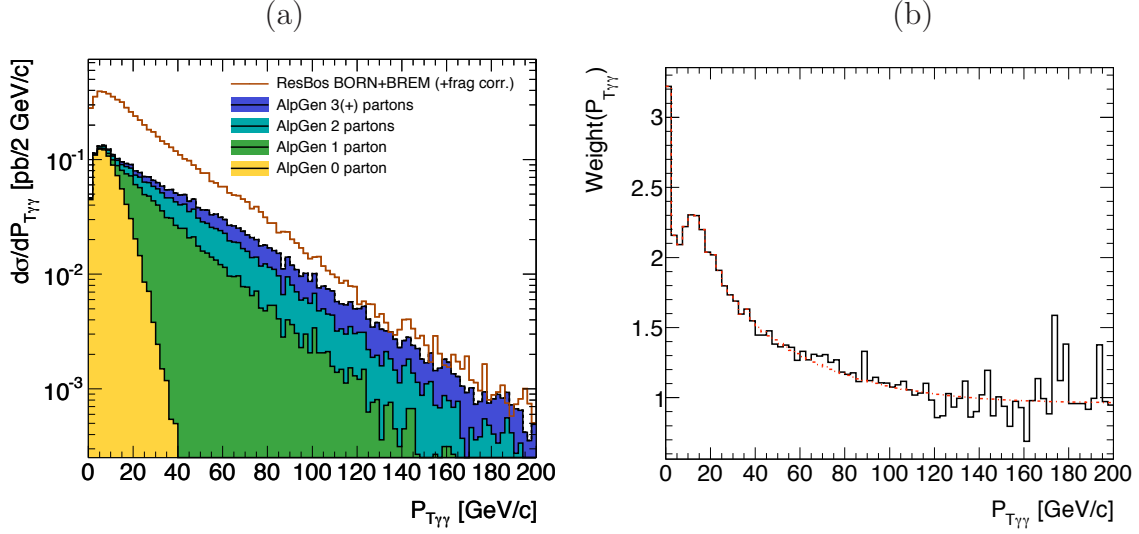 (a)
(b)
dσ/dP_Tγγ [pb/2 GeV/c]
ResBos BORN+BREM (+frag corr.)
AlpGen 3(+) partons
AlpGen 2 partons
AlpGen 1 parton
AlpGen 0 parton
10^-1
10^-2
10^-3
0 20 40 60 80 100 120 140 160 180 200
P_Tγγ [GeV/c]
Weight(P_Tγγ)
3
2.5
2
1.5
1
0 20 40 60 80 100 120 140 160 180 200
P_Tγγ [GeV/c]